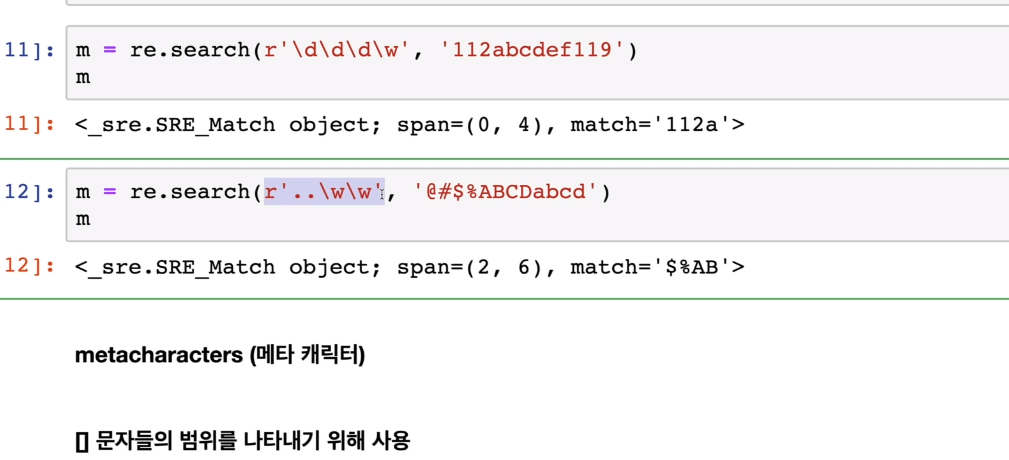 11]: m = re.search(r'\d\d\d\w', '112abcdef119')
m
11]: <_sre.SRE_Match object; span=(0, 4), match='112a'>
12]: m = re.search(r'..\w\w', '@#$%ABCDabcd')
m
12]: <_sre.SRE_Match object; span=(2, 6), match='$%AB'>
metacharacters (메타 캐릭터)
[] 문자들의 범위를 나타내기 위해 사용